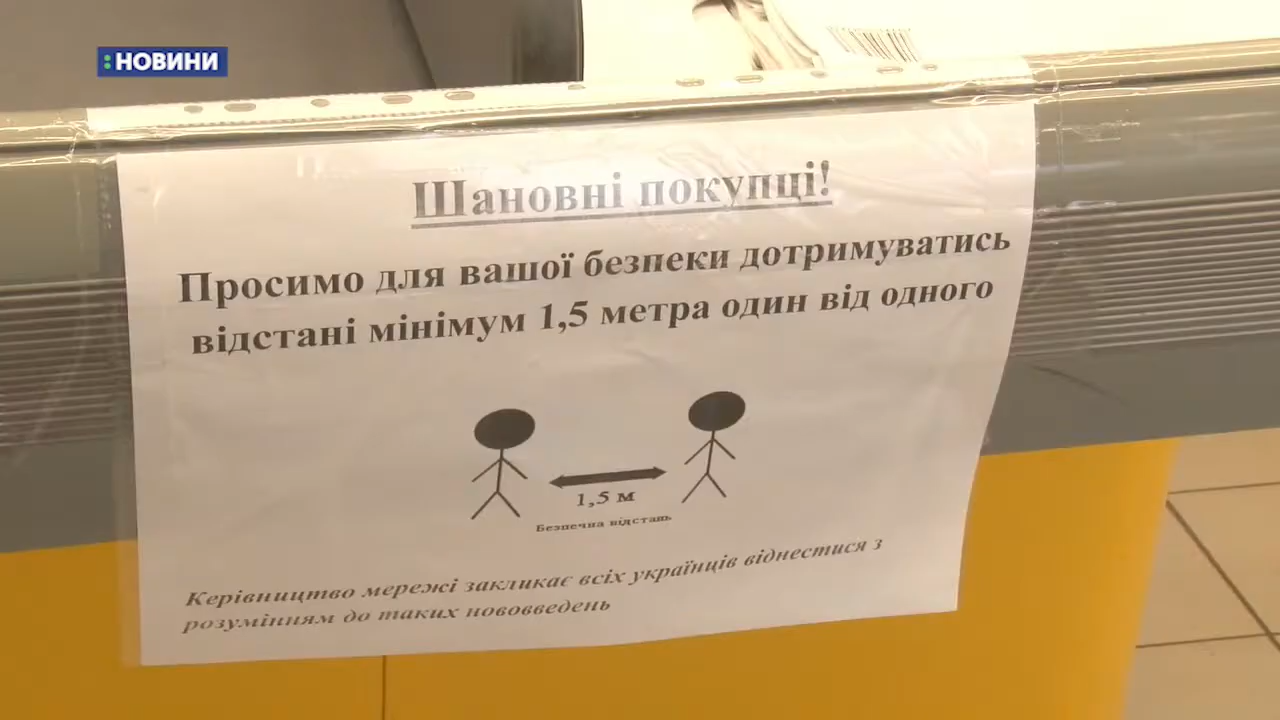 НОВИНИ
Шановні покупці!
Просимо для вашої безпеки дотримуватись
відстані мінімум 1,5 метра один від одного
1,5 м
Безпечна відстань
Керівництво мережі закликає всіх українців віднестися з
розумінням до таких нововведень